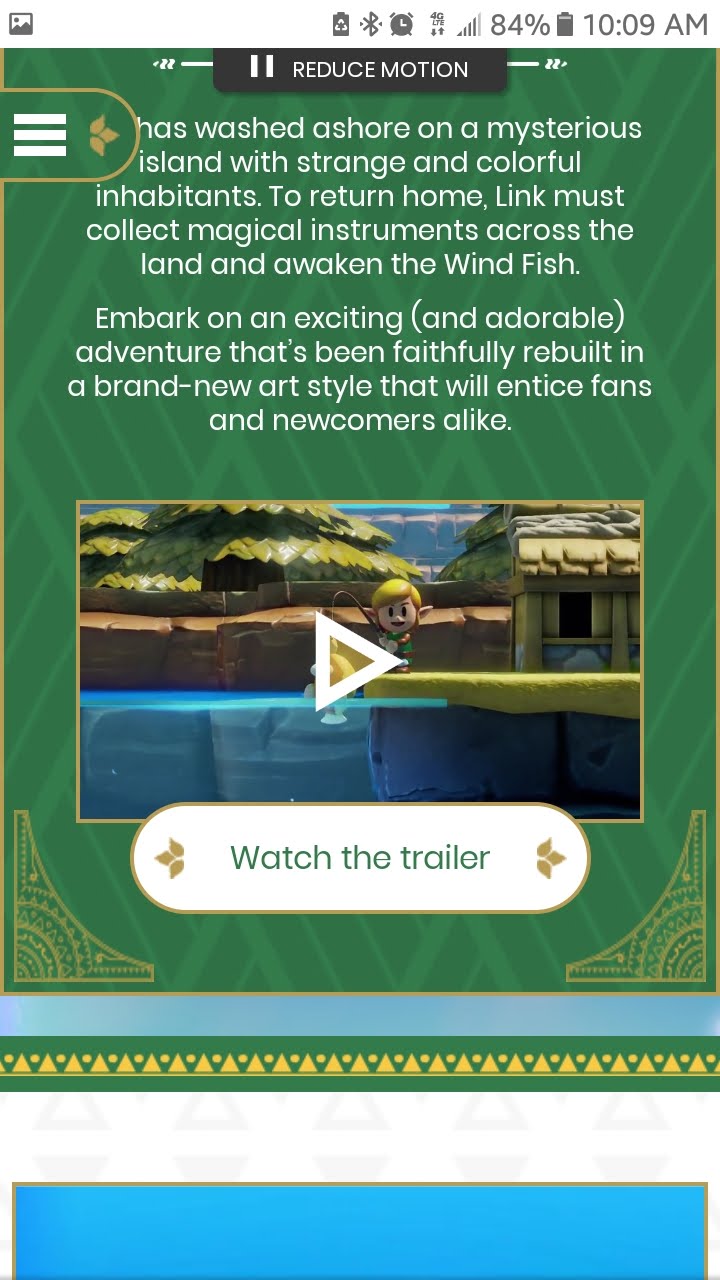 4G
LTE
84%
10:09 AM
REDUCE MOTION
has washed ashore on a mysterious
island with strange and colorful
inhabitants. To return home, Link must
collect magical instruments across the
land and awaken the Wind Fish.
Embark on an exciting (and adorable)
adventure that’s been faithfully rebuilt in
a brand-new art style that will entice fans
and newcomers alike.
Watch the trailer